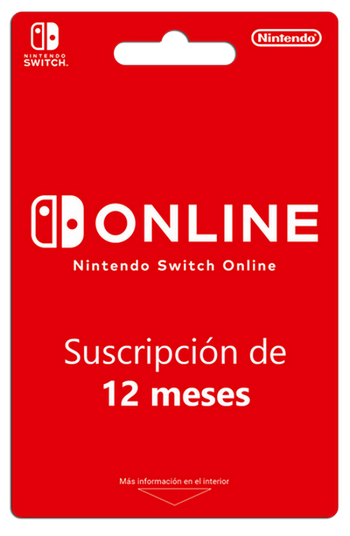 NINTENDO
SWITCH.
Nintendo
ONLINE
Nintendo Switch Online
Suscripción de
12 meses
Más información en el interior